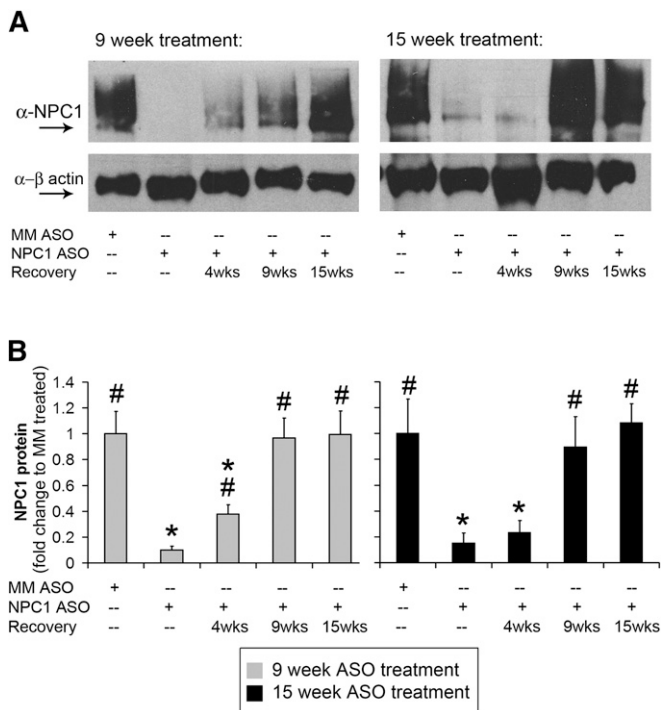 A
9 week treatment: 15 week treatment:
α-NPC1
α-β actin
MM ASO + -- -- -- -- + -- -- -- --
NPC1 ASO -- + + + + -- + + + +
Recovery -- -- 4wks 9wks 15wks -- -- 4wks 9wks 15wks
B
NPC1 protein
(fold change to MM treated)
1.4
1.2
1
0.8
0.6
0.4
0.2
0
# * * # # # # * * # #
MM ASO + -- -- -- -- + -- -- -- --
NPC1 ASO -- + + + + -- + + + +
Recovery -- -- 4wks 9wks 15wks -- -- 4wks 9wks 15wks
9 week ASO treatment
15 week ASO treatment